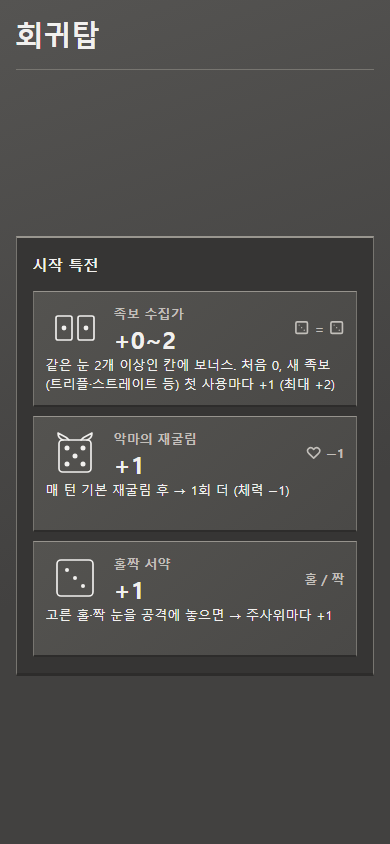 회귀탑
시작 특전
족보 수집가
+0~2
=
같은 눈 2개 이상인 칸에 보너스. 처음 0, 새 족보
(트리플·스트레이트 등) 첫 사용마다 +1 (최대 +2)
악마의 재굴림
+1
♡ −1
매 턴 기본 재굴림 후 → 1회 더 (체력 −1)
홀짝 서약
+1
홀 / 짝
고른 홀·짝 눈을 공격에 놓으면 → 주사위마다 +1